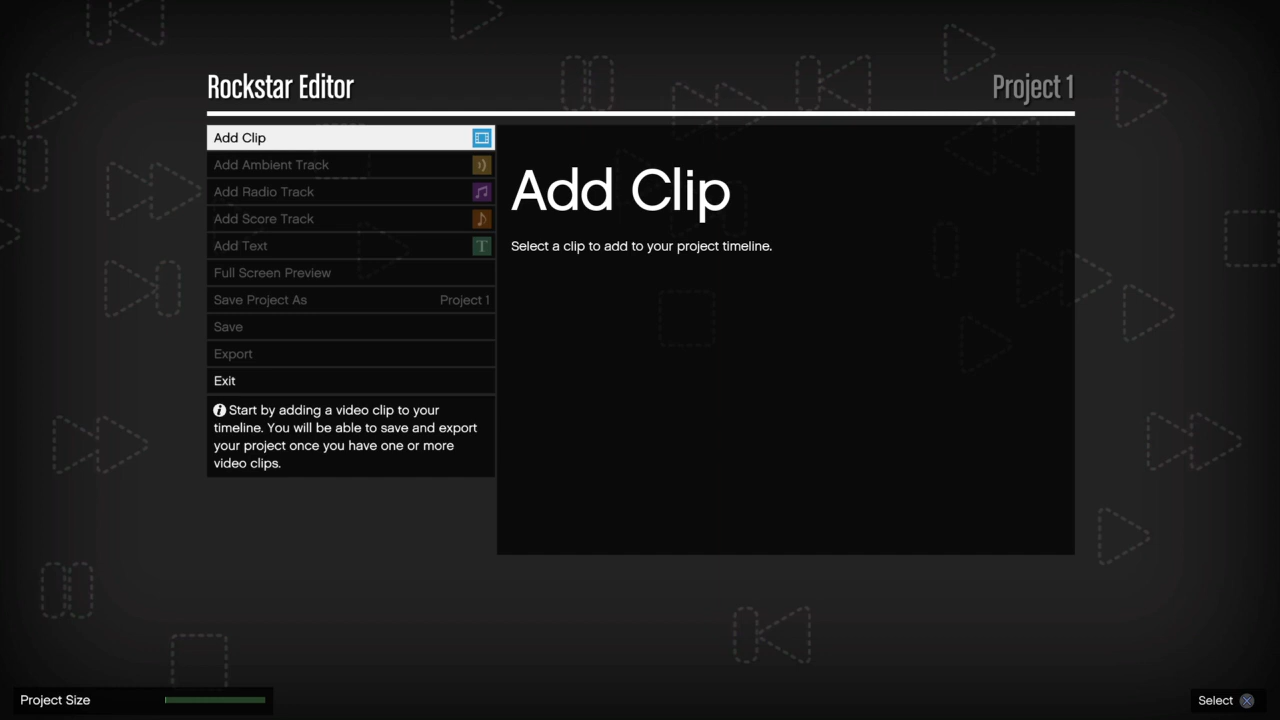 Rockstar Editor
Project 1
Add Clip
Add Ambient Track
Add Radio Track
Add Score Track
Add Text
T
Full Screen Preview
Save Project As
Project 1
Save
Export
Exit
Start by adding a video clip to your
timeline. You will be able to save and export
your project once you have one or more
video clips.
Add Clip
Select a clip to add to your project timeline.
Project Size
Select